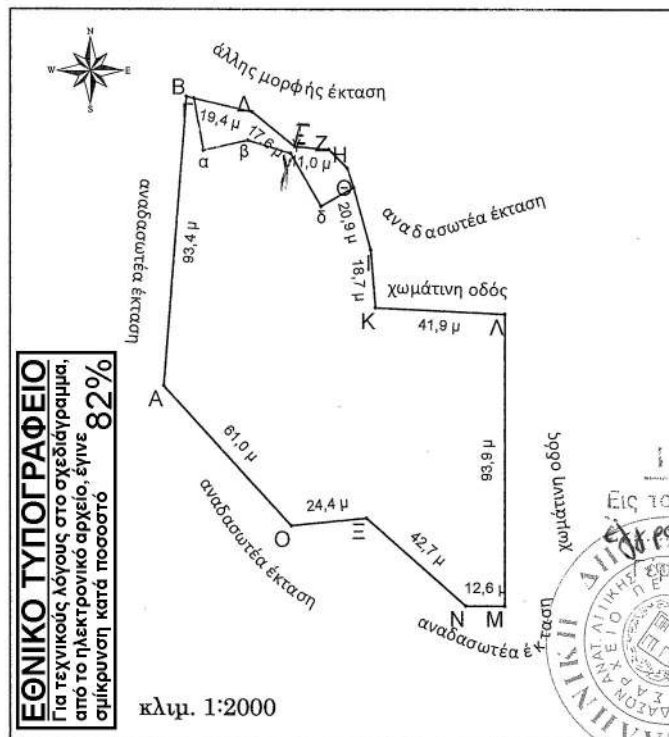 N
W E
S
άλλης μορφής έκταση
Β
Γ
Δ
Ε
Ζ
Η
Θ
19,4 μ
17,6 μ
11,0 μ
α
β
δ
20,9 μ
αναδασωτέα έκταση
αναδασωτέα έκταση
93,4 μ
18,7 μ
Ι
χωμάτινη οδός
Κ
41,9 μ
Λ
Α
61,0 μ
93,9 μ
χωμάτινη οδός
αναδασωτέα έκταση
24,4 μ
Ο
Ξ
42,7 μ
12,6 μ
Ν
Μ
αναδασωτέα έκταση
ΕΘΝΙΚΟ ΤΥΠΟΓΡΑΦΕΙΟ
Για τεχνικούς λόγους στο σχεδιάγραμμα,
από το ηλεκτρονικό αρχείο, έγινε
σμίκρυνση κατά ποσοστό 82%
κλιμ. 1:2000
Εις το